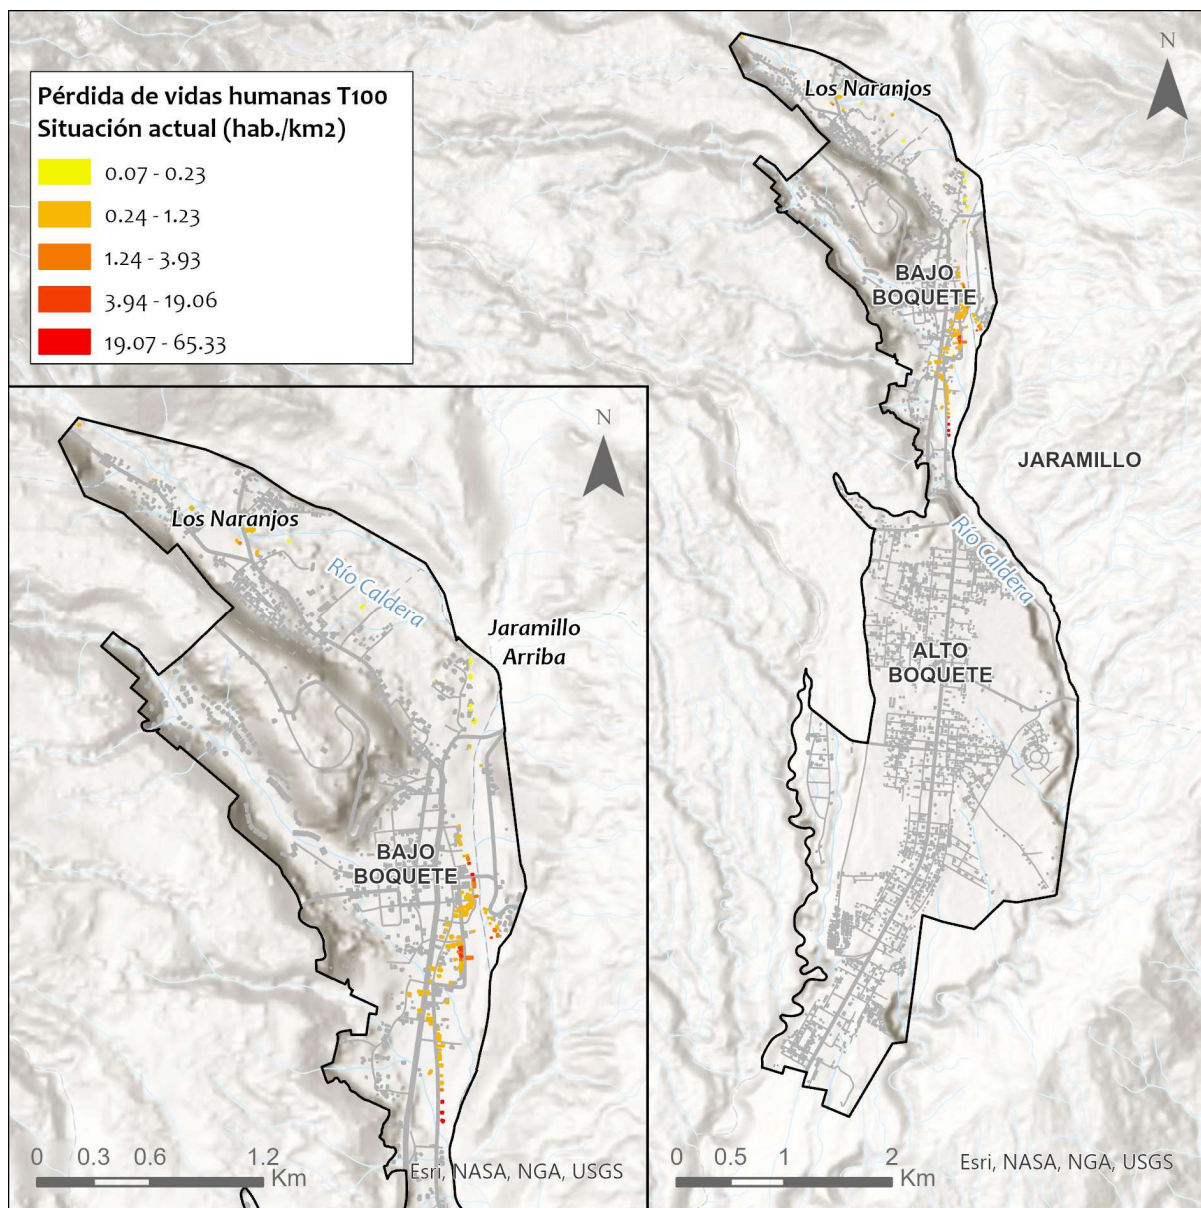 Pérdida de vidas humanas T100
Situación actual (hab./km2)
0.07 - 0.23
0.24 - 1.23
1.24 - 3.93
3.94 - 19.06
19.07 - 65.33
N
Los Naranjos
BAJO
BOQUETE
JARAMILLO
Río Caldera
ALTO
BOQUETE
0 0.5 1 2
Km
Esri, NASA, NGA, USGS
N
Los Naranjos
Río Caldera
Jaramillo
Arriba
BAJO
BOQUETE
0 0.3 0.6 1.2
Km
Esri, NASA, NGA, USGS